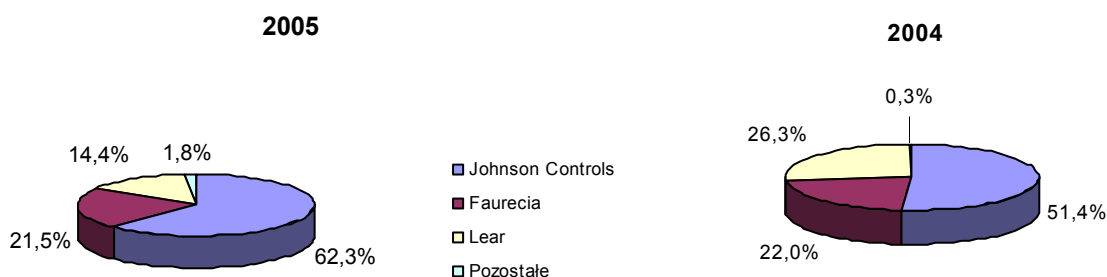 2005
2004
14,4%
1,8%
21,5%
62,3%
Johnson Controls
Faurecia
Lear
Pozostałe
0,3%
26,3%
22,0%
51,4%